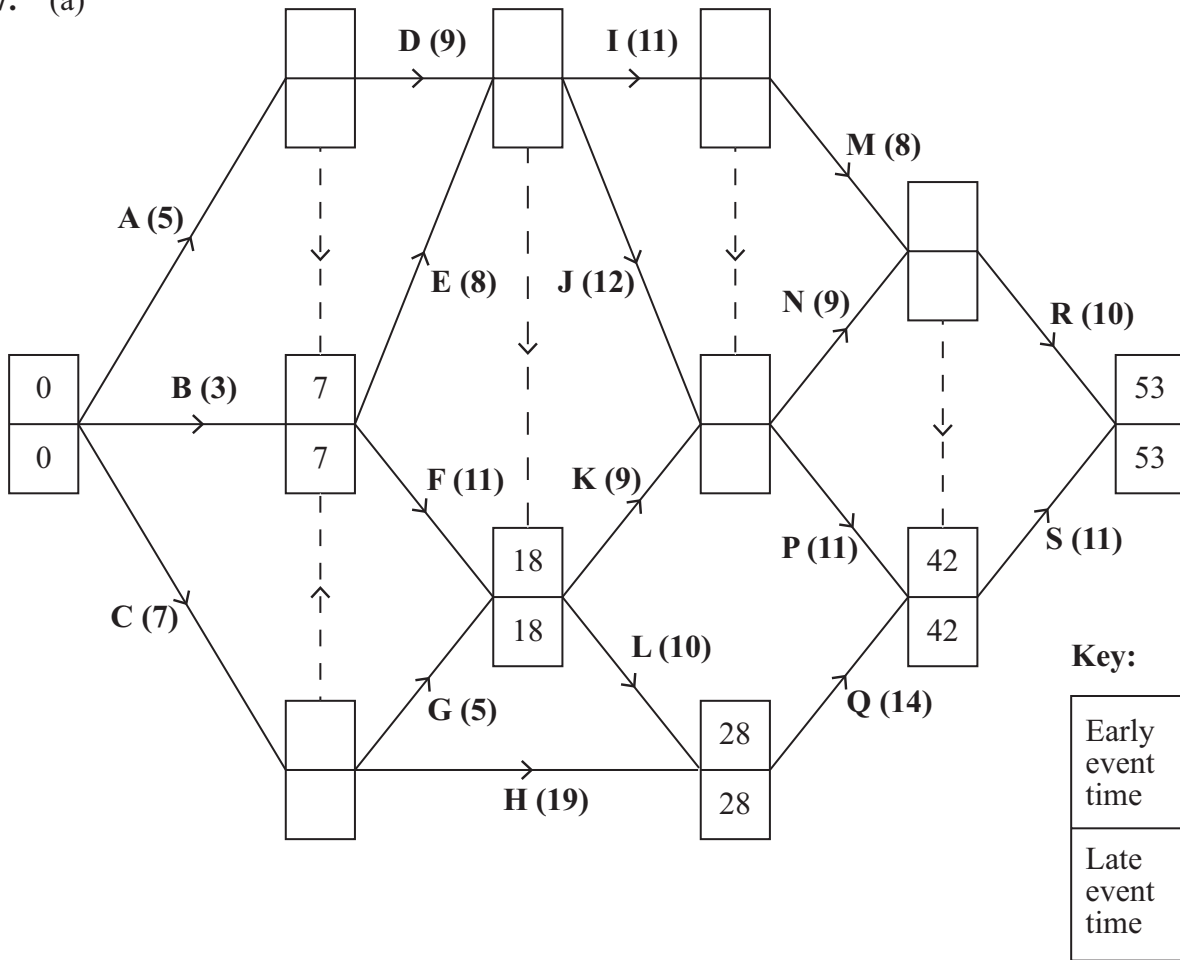 7. (a)
D (9)
I (11)
M (8)
A (5)
E (8)
J (12)
N (9)
R (10)
0
0
B (3)
7
7
53
53
F (11)
K (9)
P (11)
S (11)
18
18
42
42
C (7)
L (10)
G (5)
Q (14)
H (19)
28
28
Key:
Early
event
time
Late
event
time